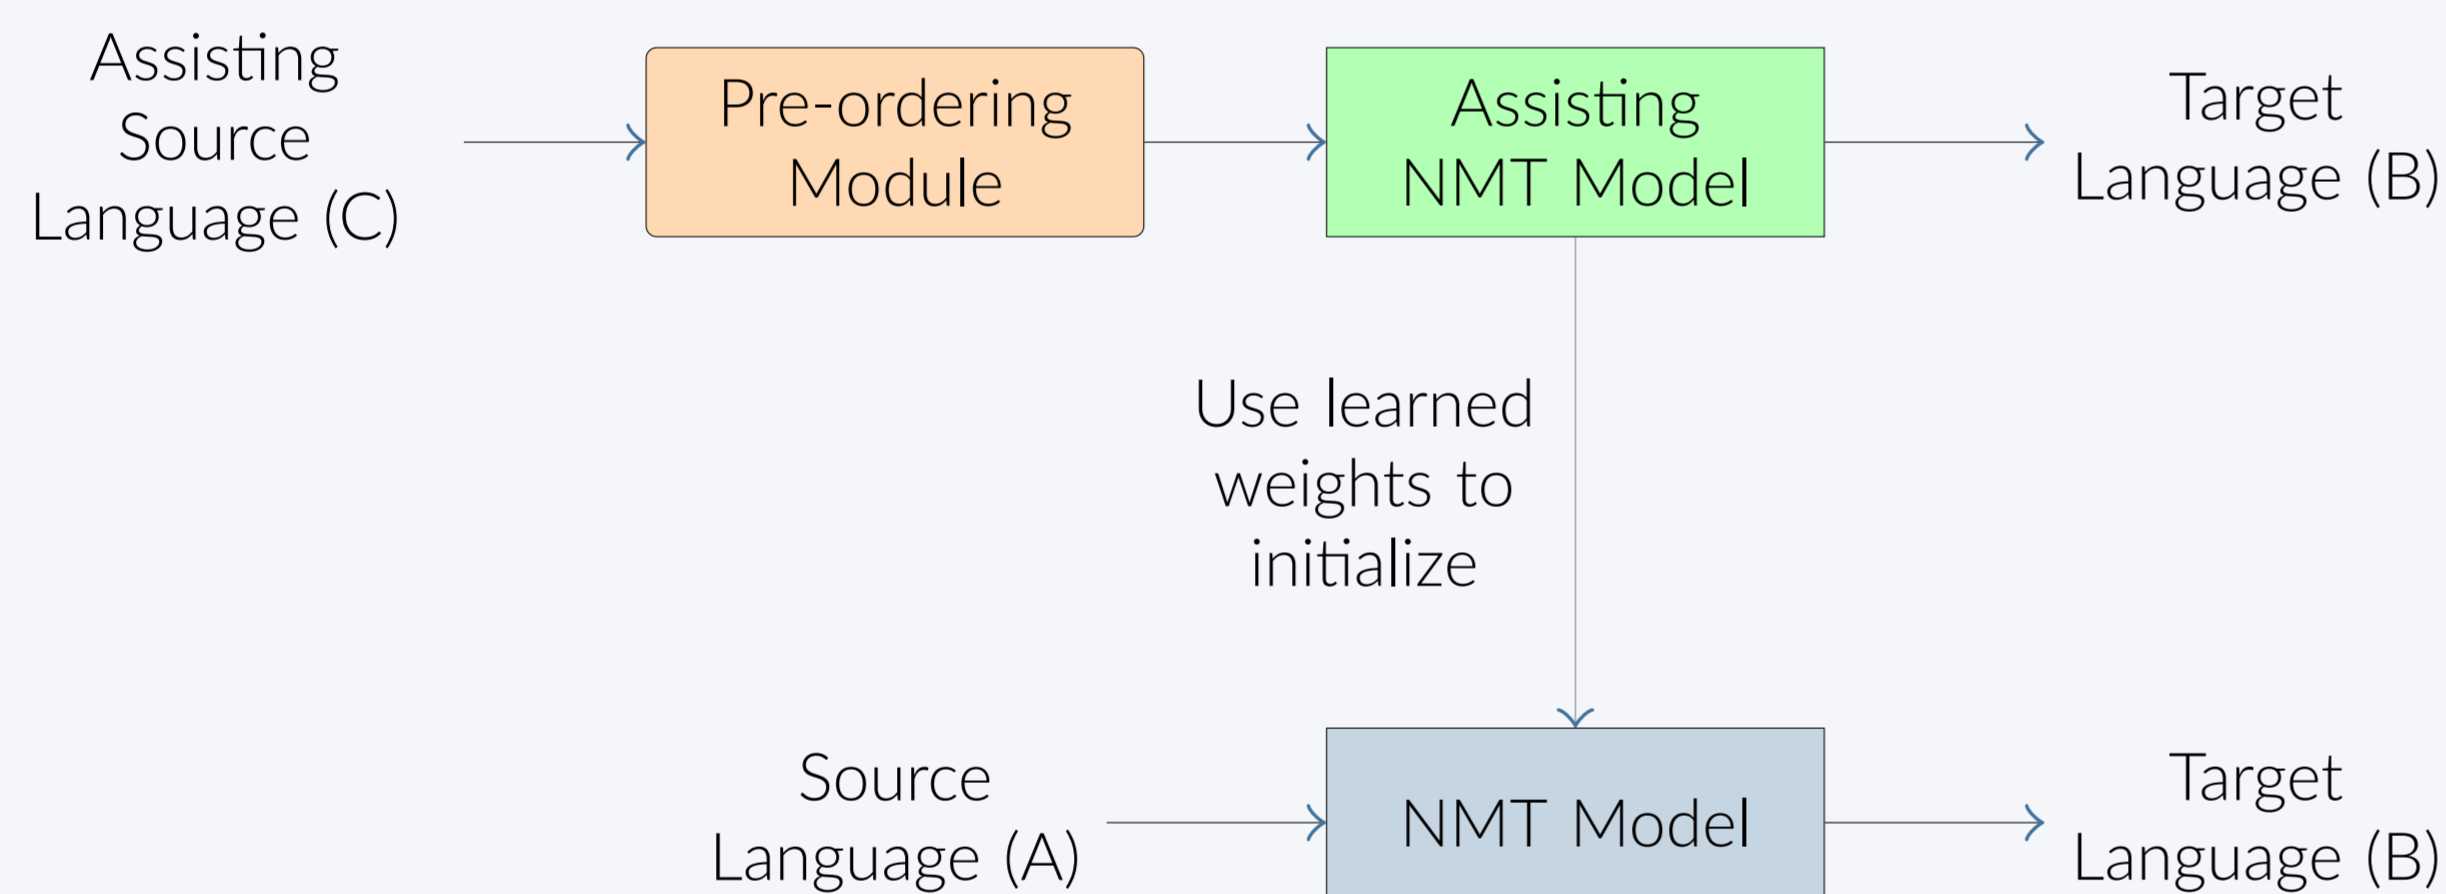 Assisting
Source
Language (C)
Pre-ordering
Module
Assisting
NMT Model
Target
Language (B)
Use learned
weights to
initialize
Source
Language (A)
NMT Model
Target
Language (B)